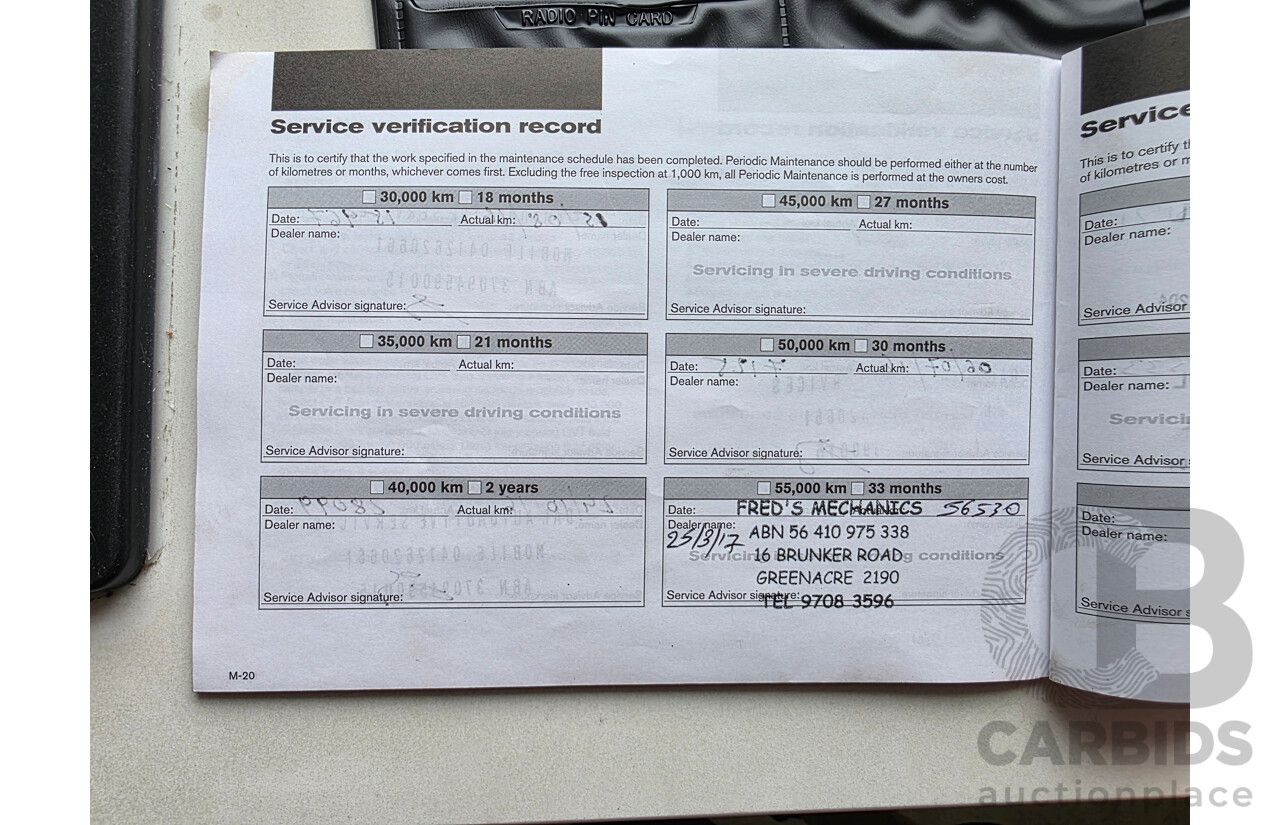 RADIO PIN CARD
Service verification record
This is to certify that the work specified in the maintenance schedule has been completed. Periodic Maintenance should be performed either at the number
of kilometres or months, whichever comes first. Excluding the free inspection at 1,000 km, all Periodic Maintenance is performed at the owners cost.
30,000 km 18 months
Date: Actual km:
Dealer name:
Service Advisor signature:
45,000 km 27 months
Date: Actual km:
Dealer name:
Servicing in severe driving conditions
Service Advisor signature:
35,000 km 21 months
Date: Actual km:
Dealer name:
Servicing in severe driving conditions
Service Advisor signature:
50,000 km 30 months
Date: Actual km:
Dealer name:
Service Advisor signature:
40,000 km 2 years
Date: Actual km:
Dealer name:
Service Advisor signature:
55,000 km 33 months
Date: FRED'S MECHANICS 56530
Dealer name:
25/3/17 ABN 56 410 975 338
Servicing in severe driving conditions
16 BRUNKER ROAD
GREENACRE 2190
Service Advisor signature:
TEL 9708 3596
M-20
Service
This is to certify
of kilometres or
Date:
Dealer name:
Service Advisor
Date:
Dealer name:
Service Advisor
Date:
Dealer name:
Service Advisor
CARBIDS
auctionplace